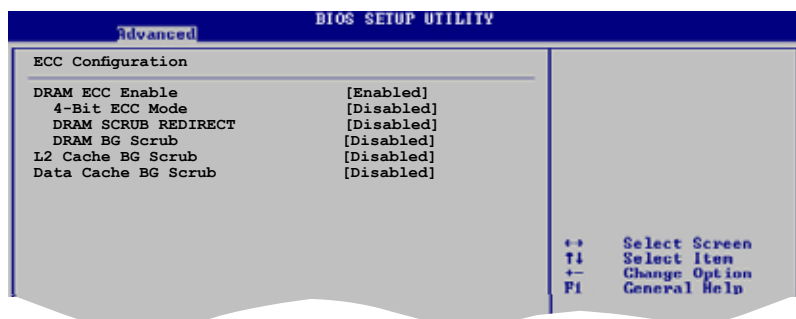 BIOS SETUP UTILITY
Advanced
ECC Configuration
DRAM ECC Enable [Enabled]
4-Bit ECC Mode [Disabled]
DRAM SCRUB REDIRECT [Disabled]
DRAM BG Scrub [Disabled]
L2 Cache BG Scrub [Disabled]
Data Cache BG Scrub [Disabled]
↔ Select Screen
↑↓ Select Item
+- Change Option
F1 General Help